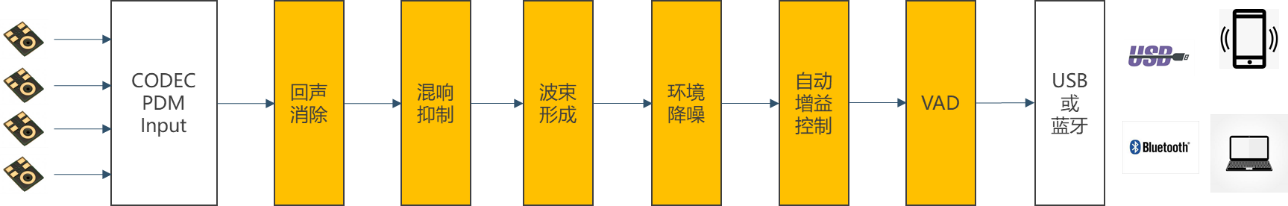 CODEC
PDM
Input
回声
消除
混响
抑制
波束
形成
环境
降噪
自动
增益
控制
VAD
USB
或
蓝牙
USB
Bluetooth®